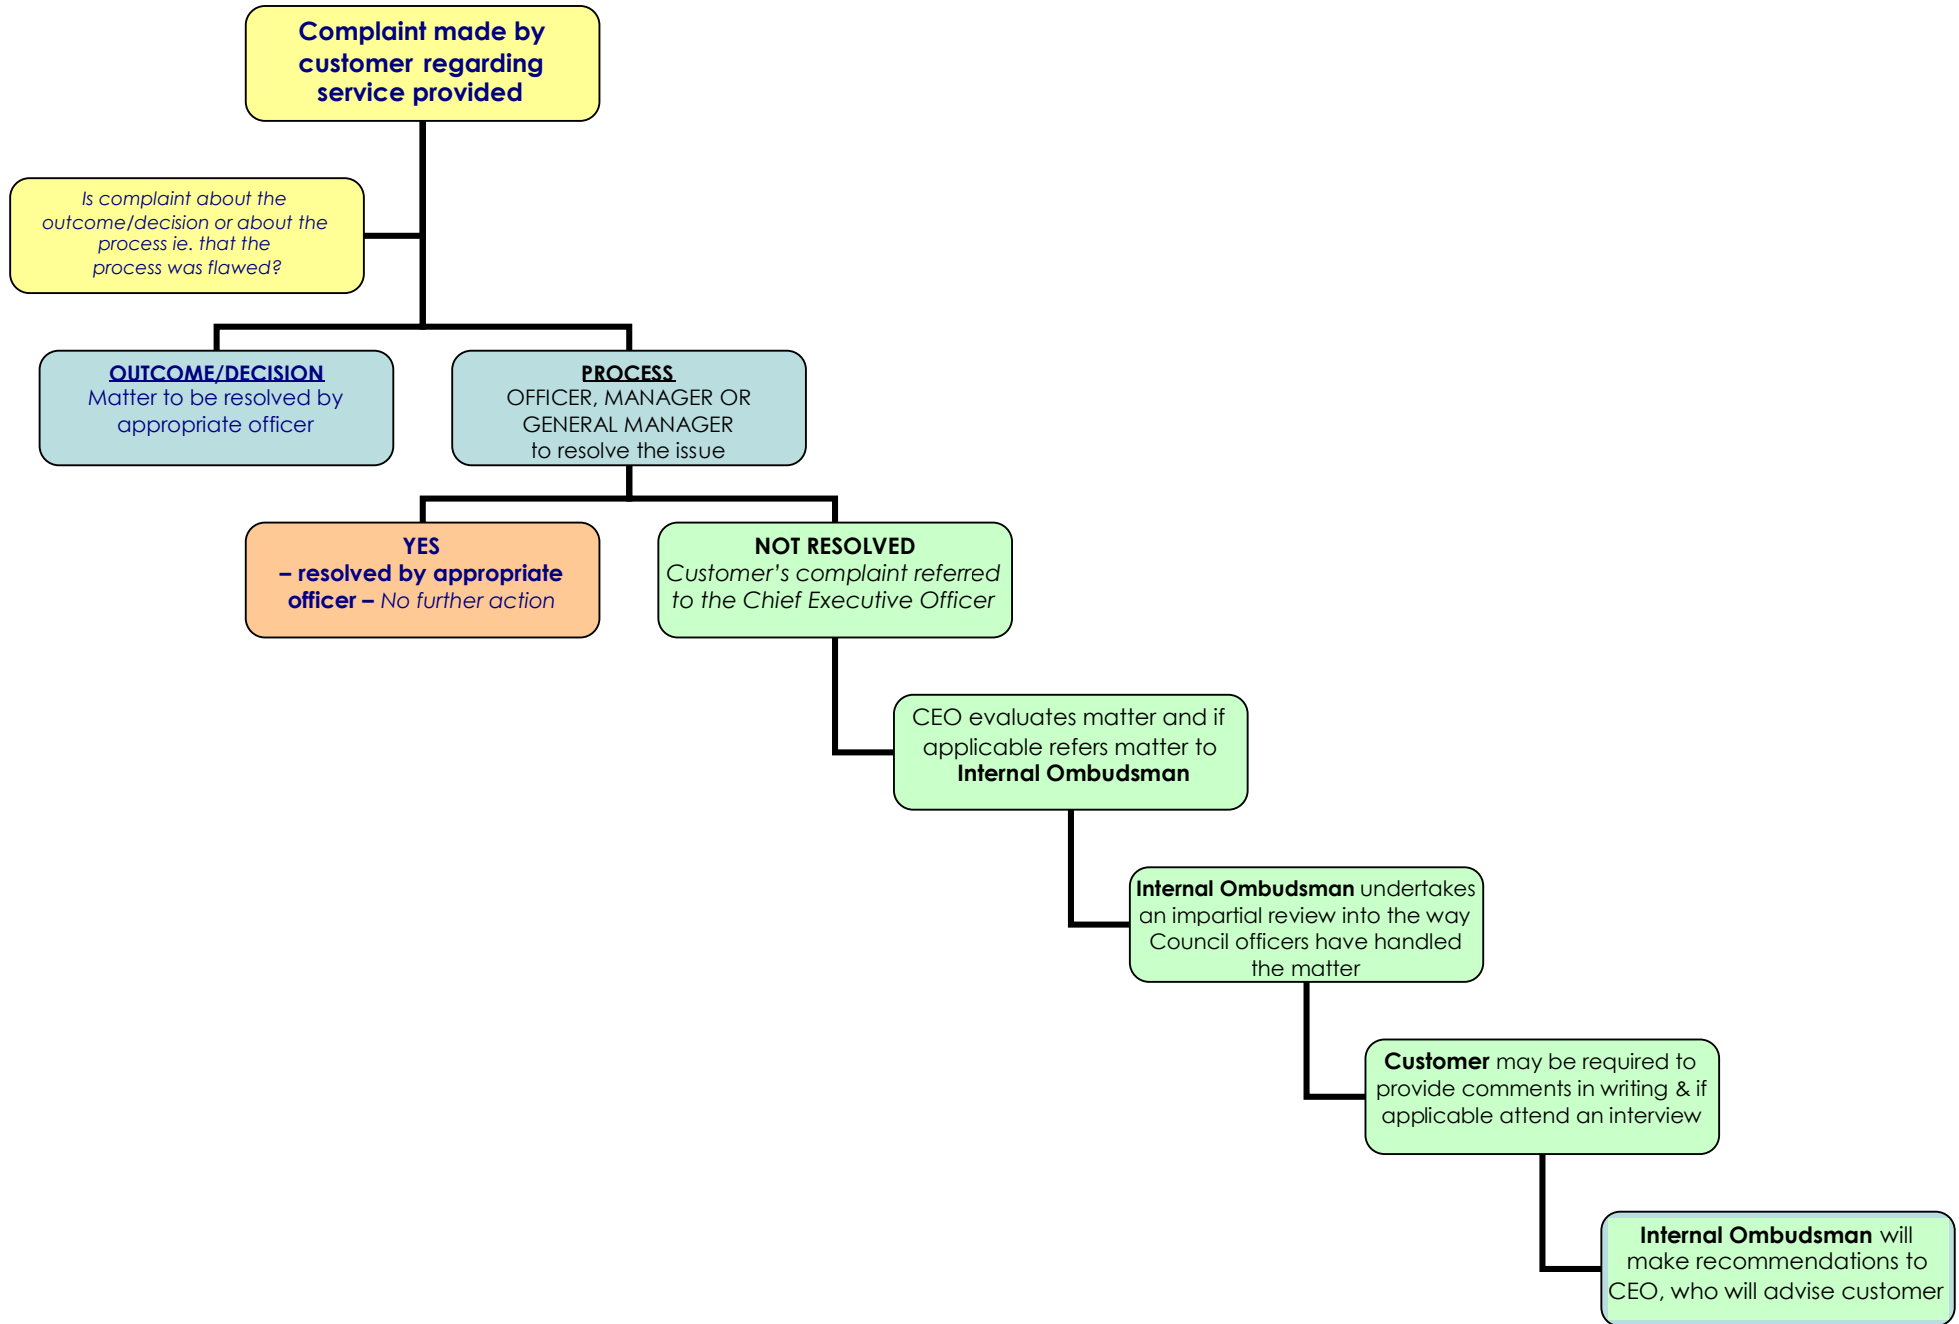 Complaint made by
customer regarding
service provided
Is complaint about the
outcome/decision or about the
process ie. that the
process was flawed?
OUTCOME/DECISION
Matter to be resolved by
appropriate officer
PROCESS
OFFICER, MANAGER OR
GENERAL MANAGER
to resolve the issue
YES
– resolved by appropriate
officer – No further action
NOT RESOLVED
Customer’s complaint referred
to the Chief Executive Officer
CEO evaluates matter and if
applicable refers matter to
Internal Ombudsman
Internal Ombudsman undertakes
an impartial review into the way
Council officers have handled
the matter
Customer may be required to
provide comments in writing & if
applicable attend an interview
Internal Ombudsman will
make recommendations to
CEO, who will advise customer